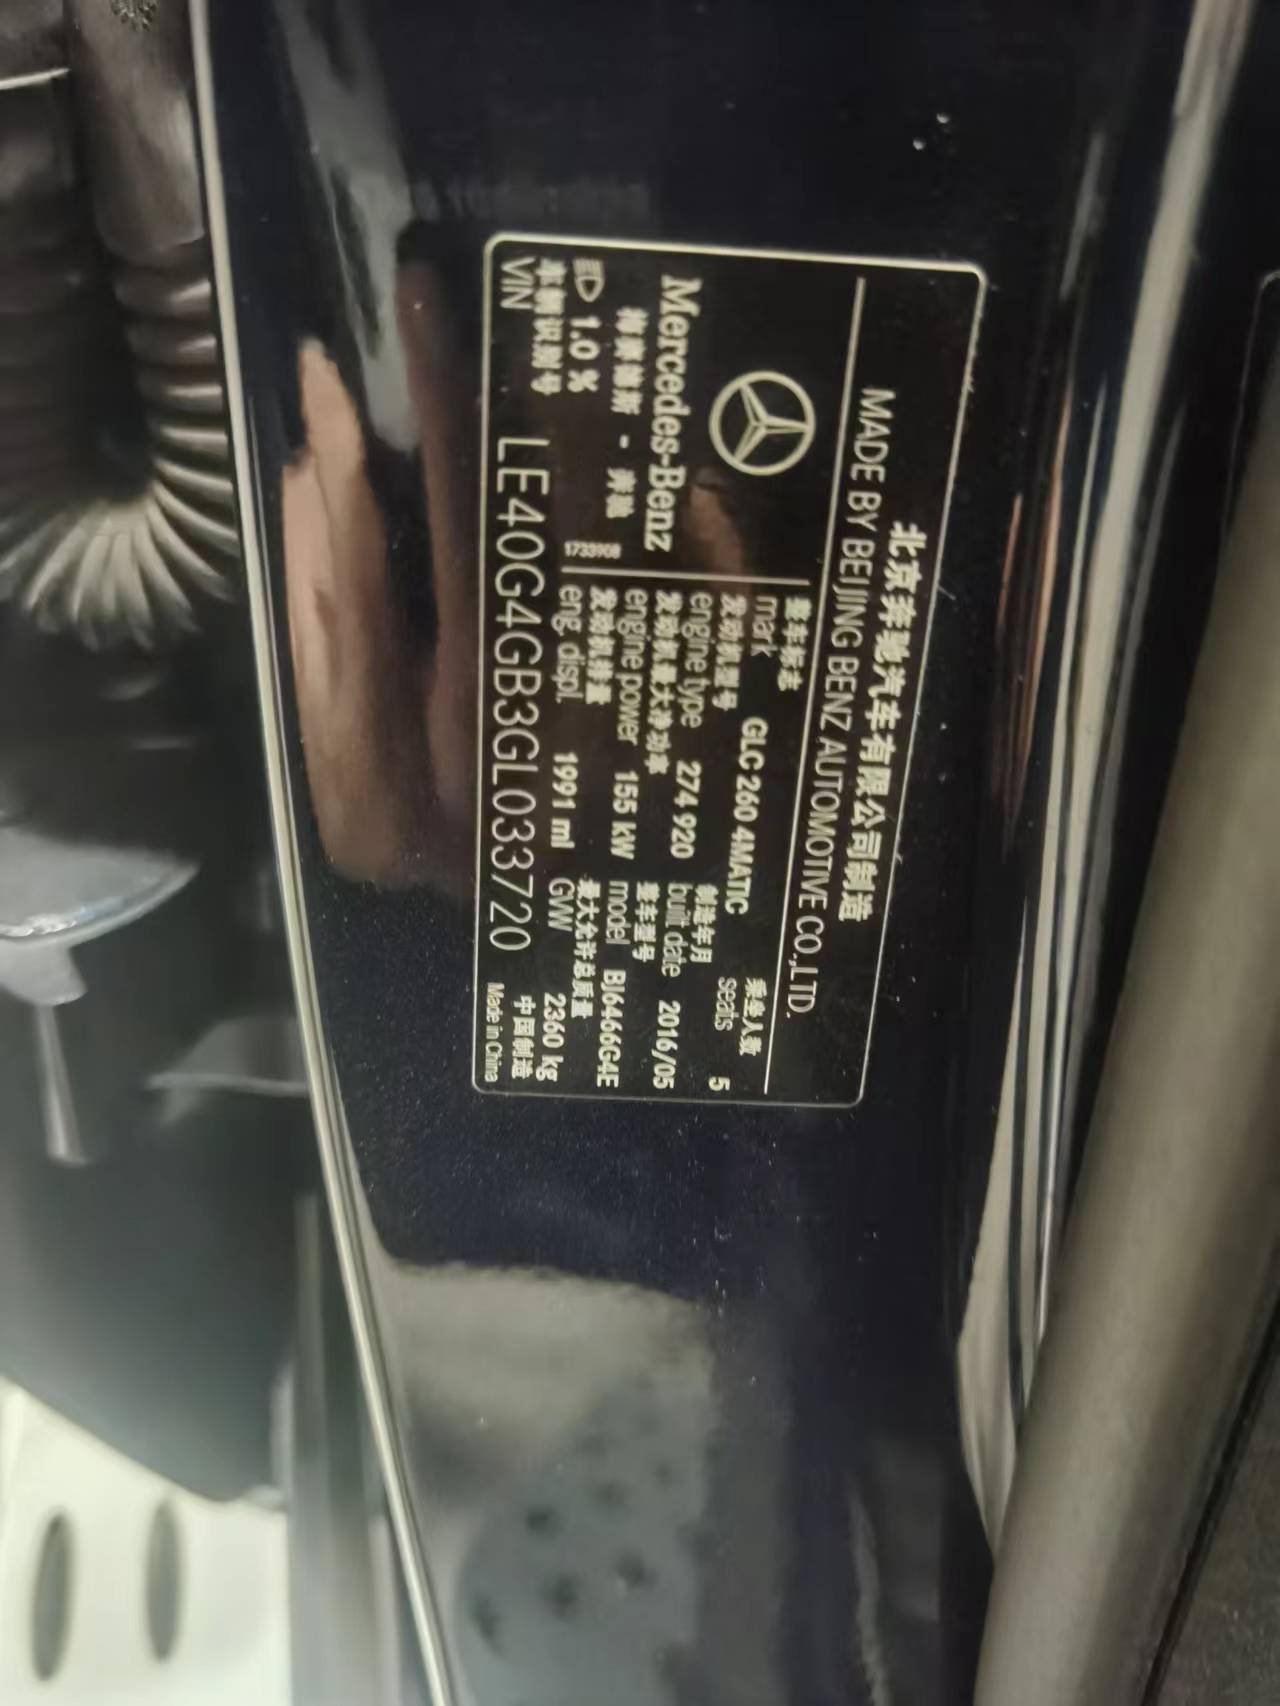 北京奔驰汽车有限公司制造
MADE BY BEIJING BENZ AUTOMOTIVE CO.,LTD.
Mercedes-Benz
梅赛德斯-奔驰
1.0 %
1733908
整车标志
mark GLC 260 4MATIC
乘坐人数
seats 5
发动机型号
engine type 274 920
制造年月
built date 2016/05
发动机最大净功率
engine power 155 kW
整车型号
model BJ6466G4E
发动机排量
eng. displ. 1991 ml
最大允许总质量
GVW 2360 kg
车辆识别号
VIN LE40G4GB3GL033720
中国制造
Made in China